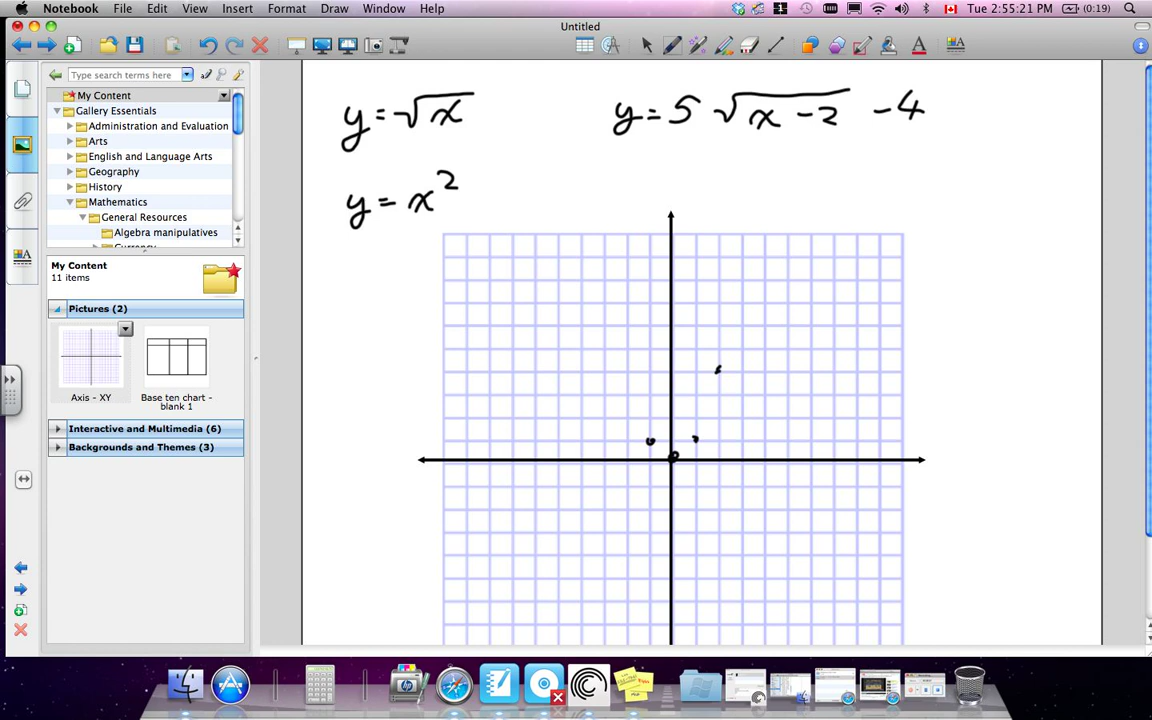 Notebook File Edit View Insert Format Draw Window Help Tue 2:55:21 PM (0:19)
Untitled
Type search terms here
My Content
Gallery Essentials
Administration and Evaluation
Arts
English and Language Arts
Geography
History
Mathematics
General Resources
Algebra manipulatives
Currency
My Content
11 items
Pictures (2)
Axis - XY
Base ten chart -
blank 1
Interactive and Multimedia (6)
Backgrounds and Themes (3)
y=√x
y=5 √x-2 -4
y=x²